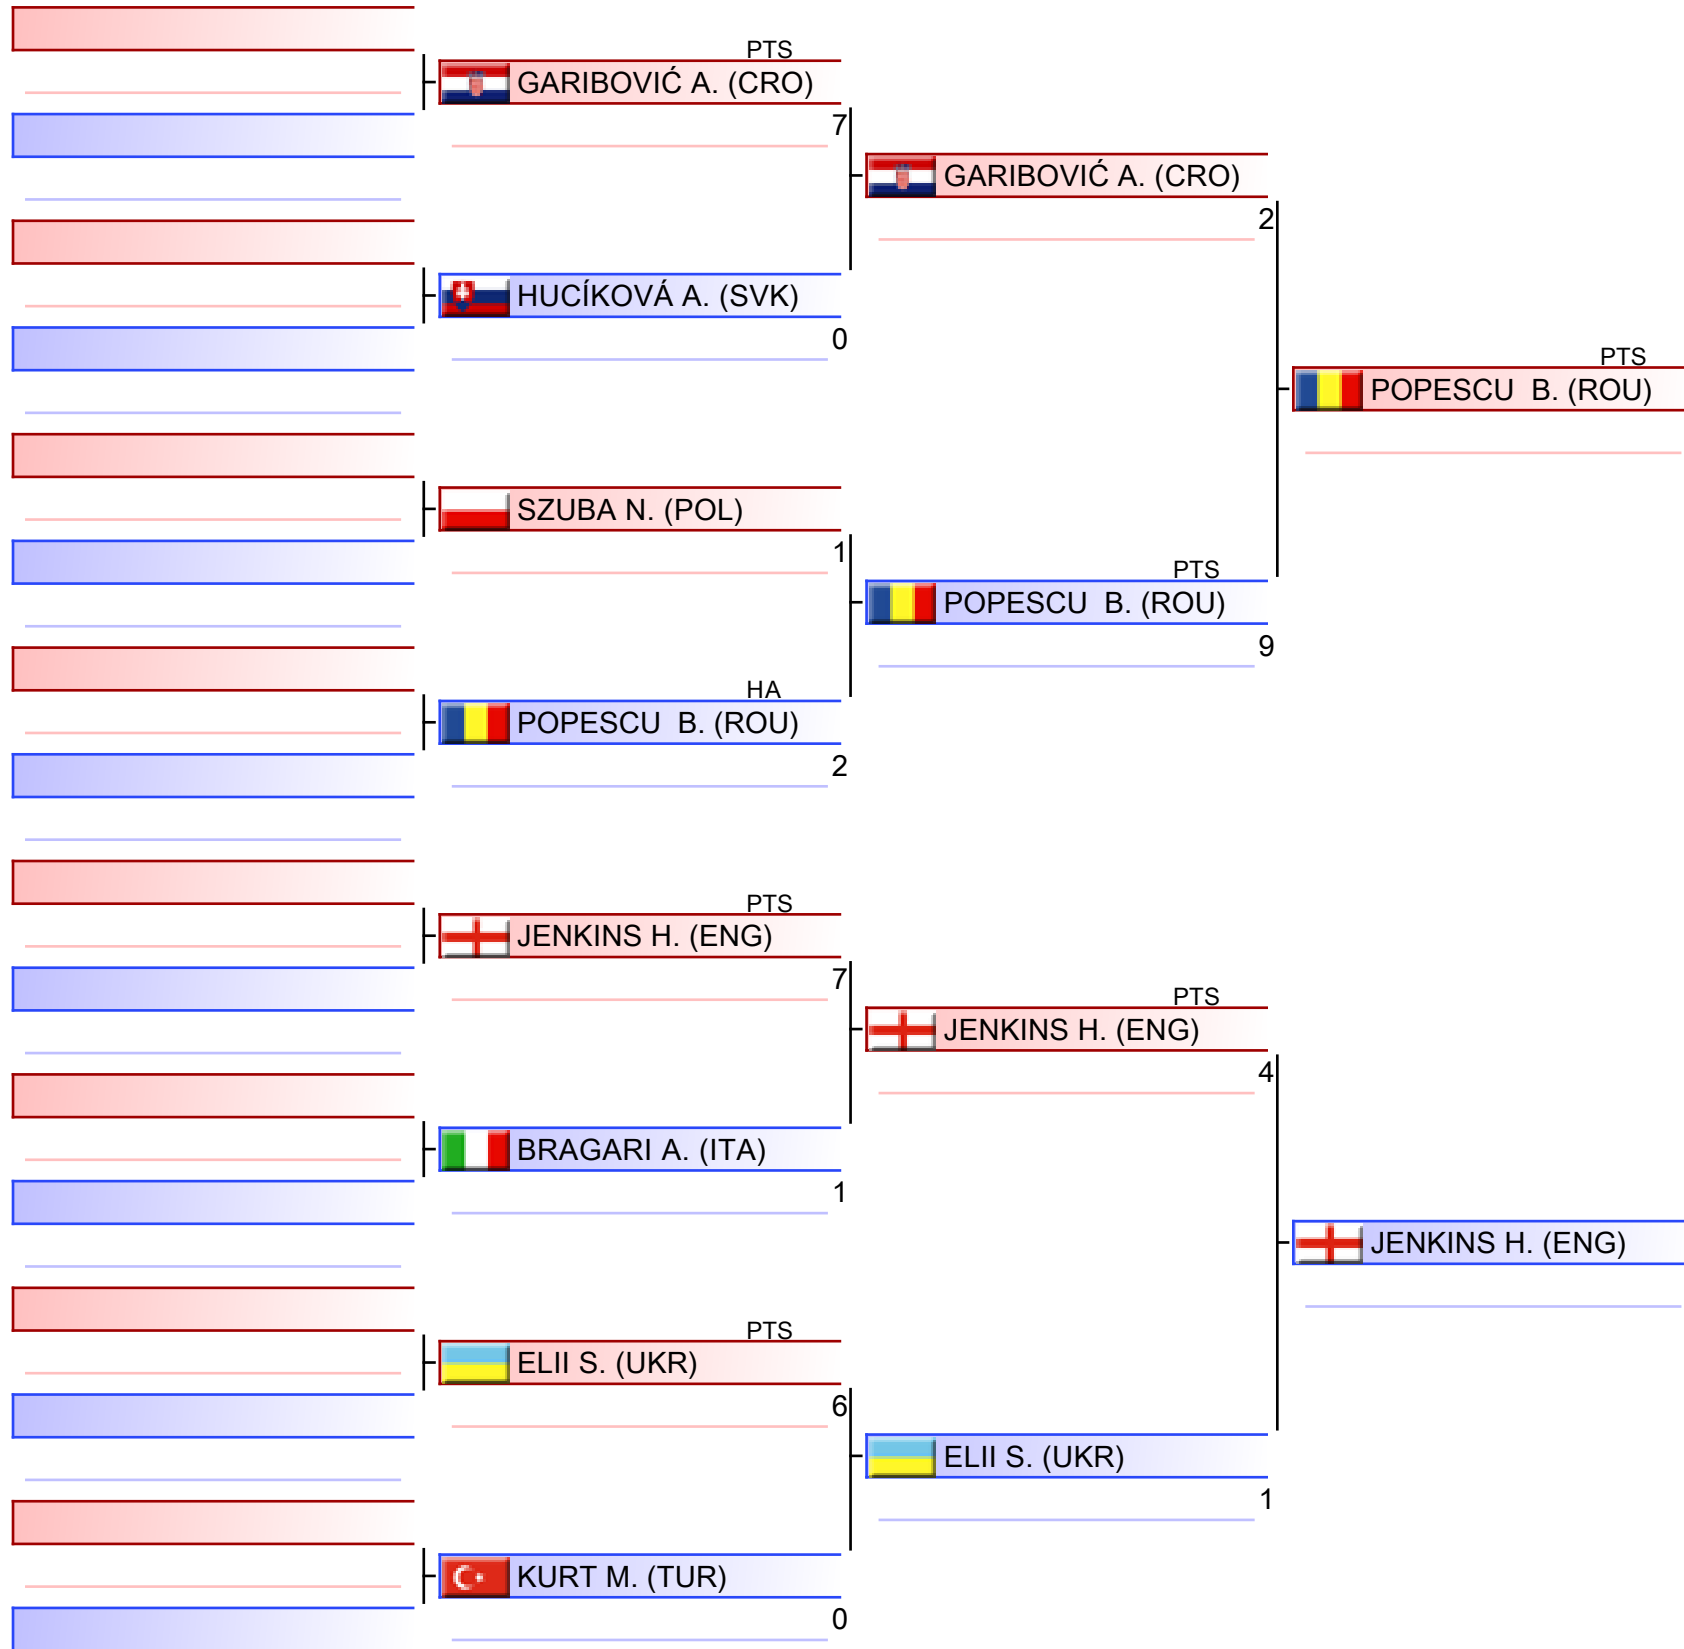 PTS
GARIBOVIĆ A. (CRO)
7
HUCÍKOVÁ A. (SVK)
0
SZUBA N. (POL)
1
HA
POPESCU  B. (ROU)
2
PTS
JENKINS H. (ENG)
7
BRAGARI A. (ITA)
1
PTS
ELII S. (UKR)
6
KURT M. (TUR)
0
GARIBOVIĆ A. (CRO)
2
PTS
POPESCU  B. (ROU)
9
PTS
JENKINS H. (ENG)
4
ELII S. (UKR)
1
PTS
POPESCU  B. (ROU)
JENKINS H. (ENG)